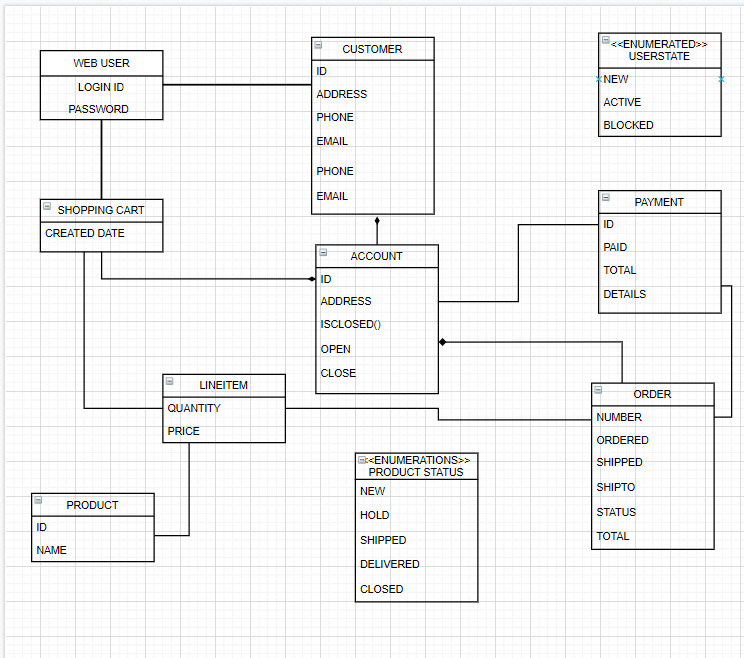 WEB USER
LOGIN ID
PASSWORD
CUSTOMER
ID
ADDRESS
PHONE
EMAIL
PHONE
EMAIL
<<ENUMERATED>>
USERSTATE
NEW
ACTIVE
BLOCKED
SHOPPING CART
CREATED DATE
ACCOUNT
ID
ADDRESS
ISCLOSED()
OPEN
CLOSE
PAYMENT
ID
PAID
TOTAL
DETAILS
LINEITEM
QUANTITY
PRICE
ORDER
NUMBER
ORDERED
SHIPPED
SHIPTO
STATUS
TOTAL
<<ENUMERATIONS>>
PRODUCT STATUS
NEW
HOLD
SHIPPED
DELIVERED
CLOSED
PRODUCT
ID
NAME